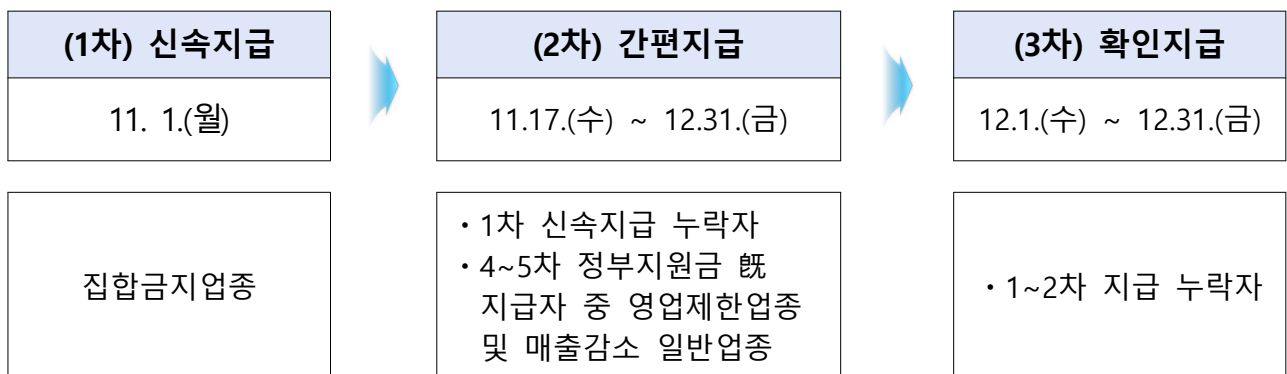 (1차) 신속지급
11. 1.(월)
집합금지업종
(2차) 간편지급
11.17.(수) ~ 12.31.(금)
・1차 신속지급 누락자
・4~5차 정부지원금 旣
지급자 중 영업제한업종
및 매출감소 일반업종
(3차) 확인지급
12.1.(수) ~ 12.31.(금)
・1~2차 지급 누락자